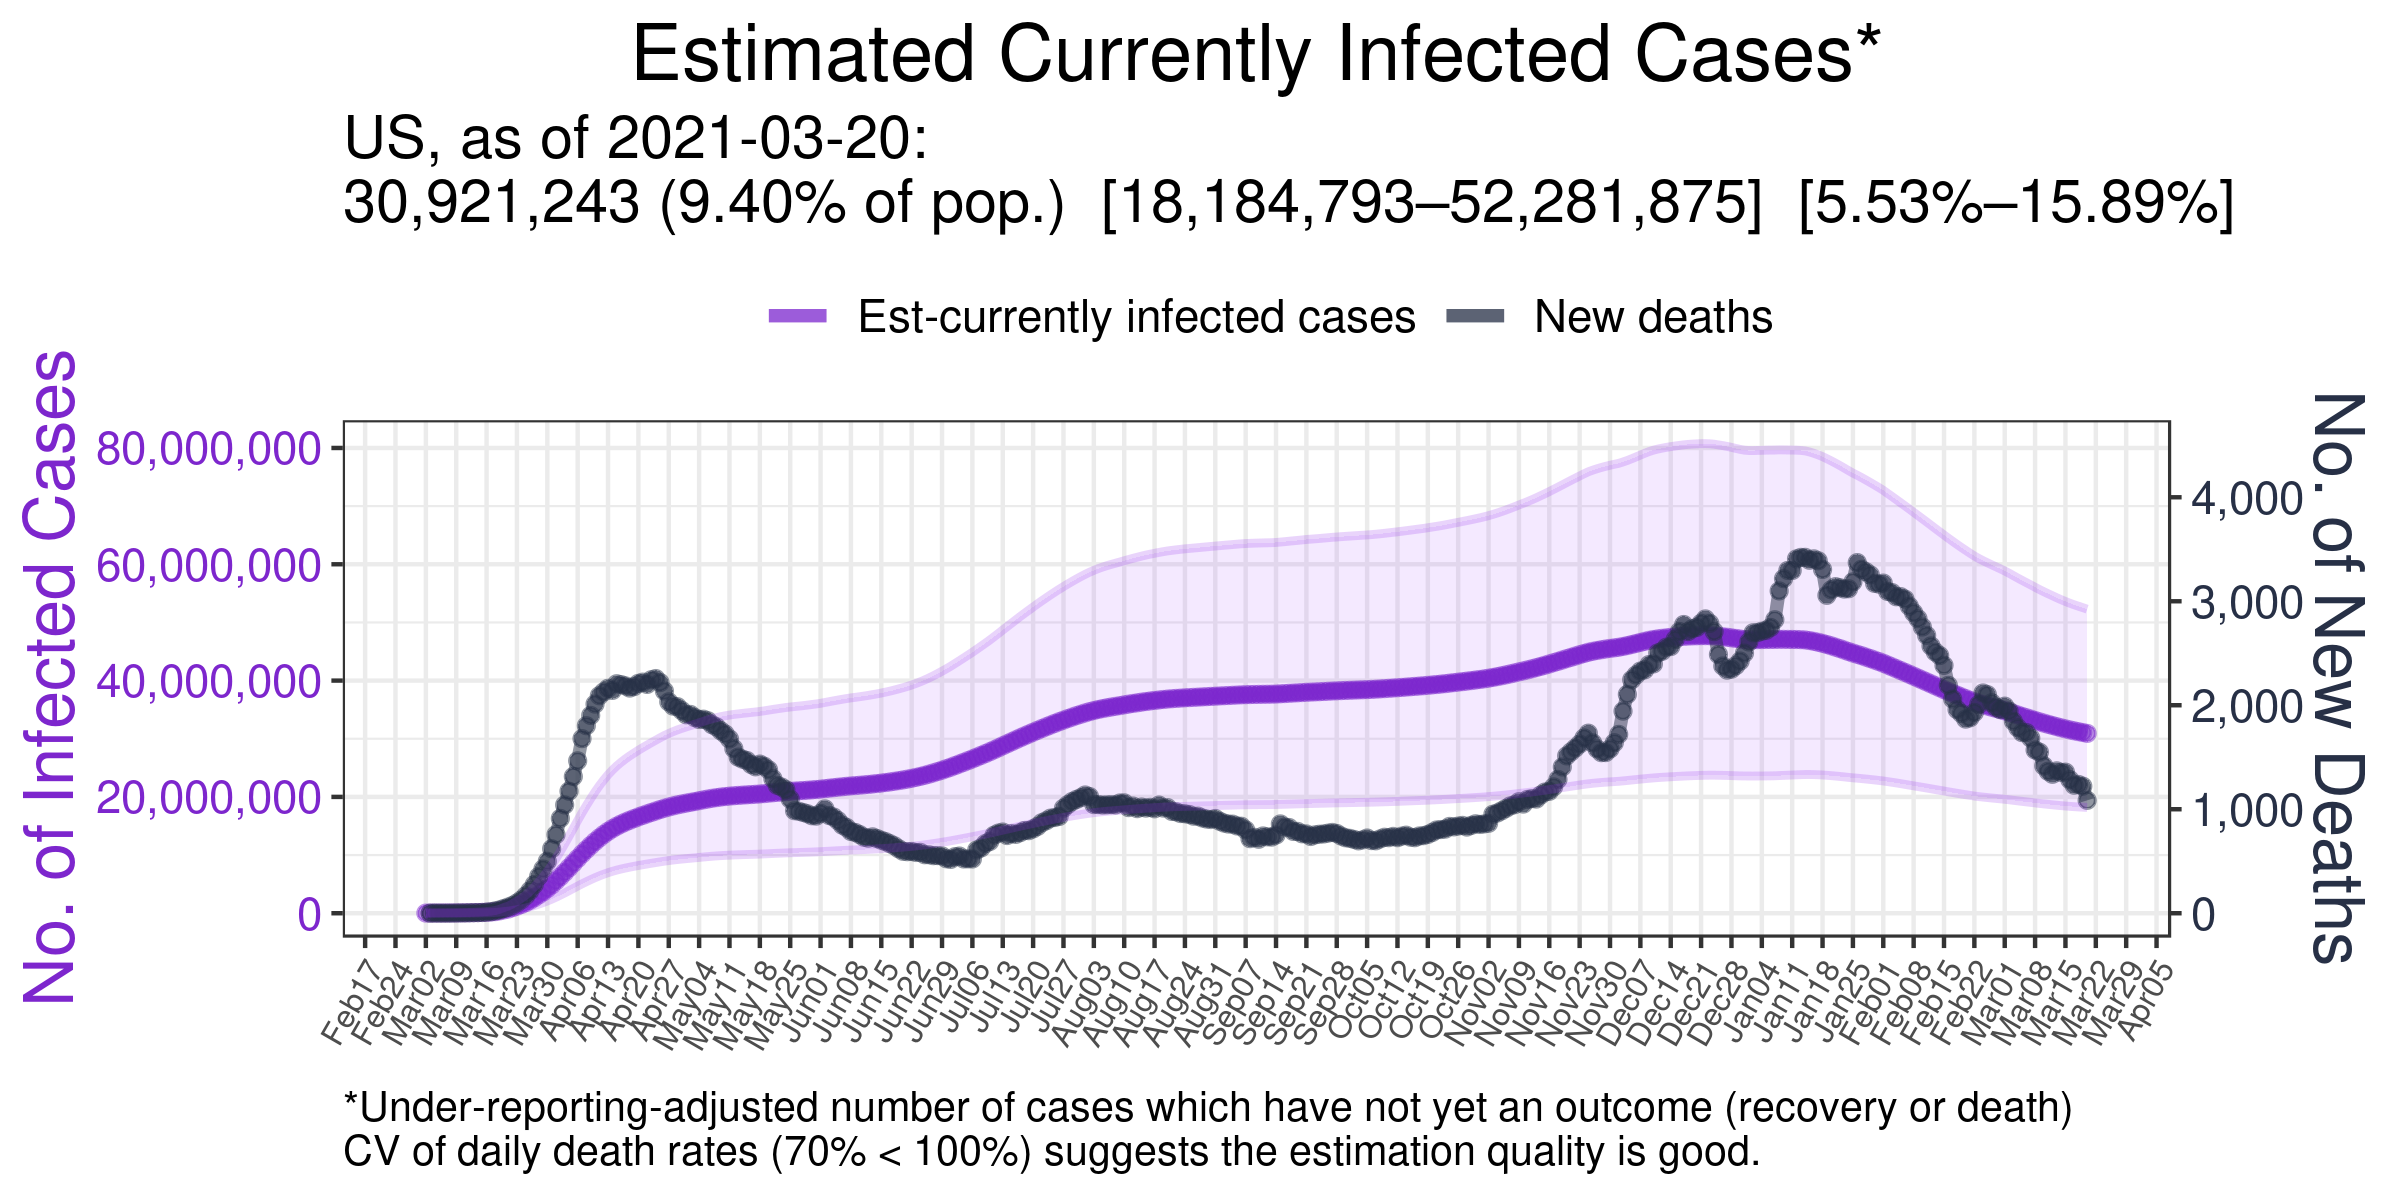 Estimated Currently Infected Cases*
US, as of 2021-03-20:
30,921,243 (9.40% of pop.) [18,184,793–52,281,875] [5.53%–15.89%]
Est-currently infected cases New deaths
No. of Infected Cases
80,000,000
60,000,000
40,000,000
20,000,000
0
4,000
3,000
2,000
1,000
0
No. of New Deaths
Feb17 Feb24 Mar02 Mar09 Mar16 Mar23 Mar30 Apr06 Apr13 Apr20 Apr27 May04 May11 May18 May25 Jun01 Jun08 Jun15 Jun22 Jun29 Jul06 Jul13 Jul20 Jul27 Aug03 Aug10 Aug17 Aug24 Aug31 Sep07 Sep14 Sep21 Sep28 Oct05 Oct12 Oct19 Oct26 Nov02 Nov09 Nov16 Nov23 Nov30 Dec07 Dec14 Dec21 Dec28 Jan04 Jan11 Jan18 Jan25 Feb01 Feb08 Feb15 Feb22 Mar01 Mar08 Mar15 Mar22 Mar29 Apr05
*Under-reporting-adjusted number of cases which have not yet an outcome (recovery or death)
CV of daily death rates (70% < 100%) suggests the estimation quality is good.